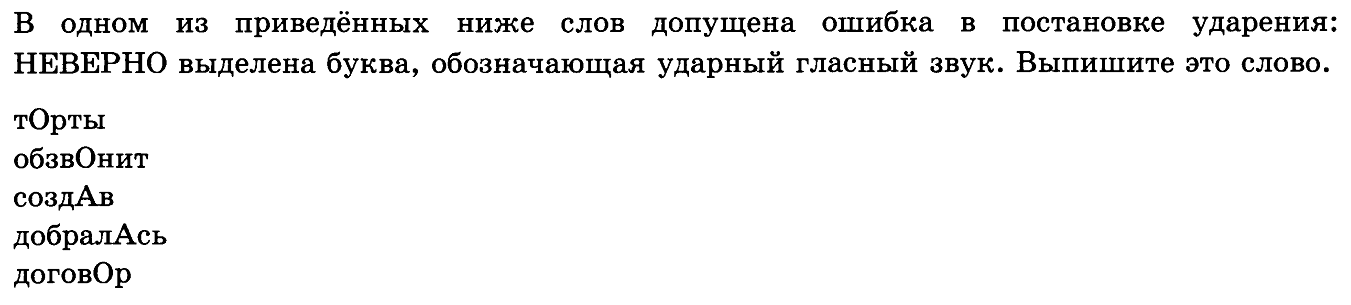 В одном из приведённых ниже слов допущена ошибка в постановке ударения:
НЕВЕРНО выделена буква, обозначающая ударный гласный звук. Выпишите это слово.
тОрты
обзвОнит
создАв
добралАсь
договОр